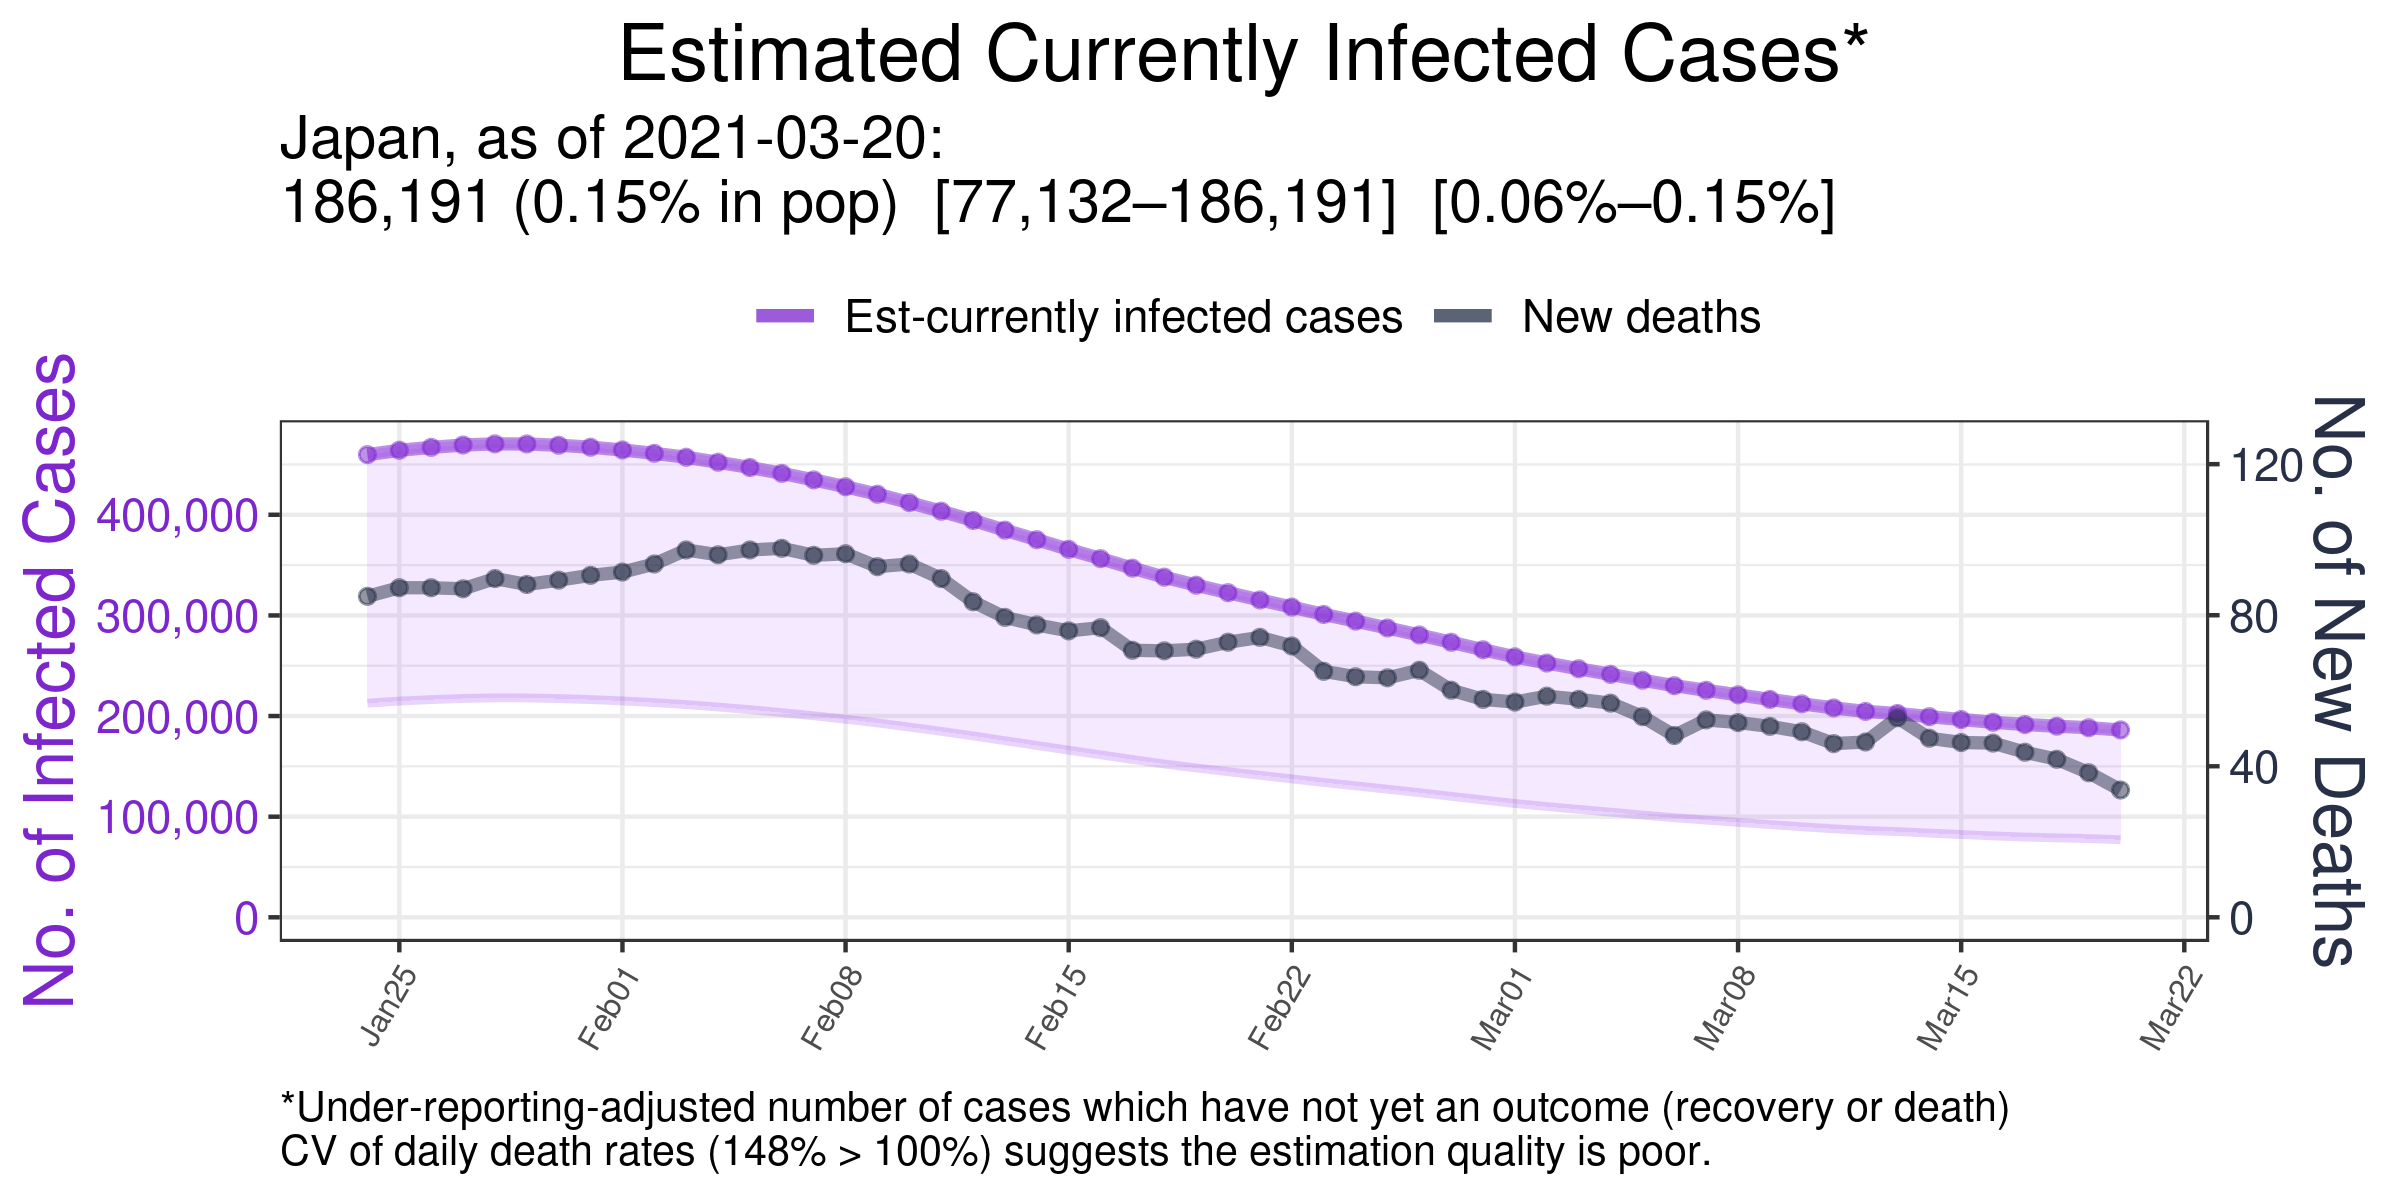 Estimated Currently Infected Cases*
Japan, as of 2021-03-20:
186,191 (0.15% in pop) [77,132–186,191] [0.06%–0.15%]
Est-currently infected cases
New deaths
No. of Infected Cases
400,000
300,000
200,000
100,000
0
120
80
40
0
No. of New Deaths
Jan25
Feb01
Feb08
Feb15
Feb22
Mar01
Mar08
Mar15
Mar22
*Under-reporting-adjusted number of cases which have not yet an outcome (recovery or death)
CV of daily death rates (148% > 100%) suggests the estimation quality is poor.